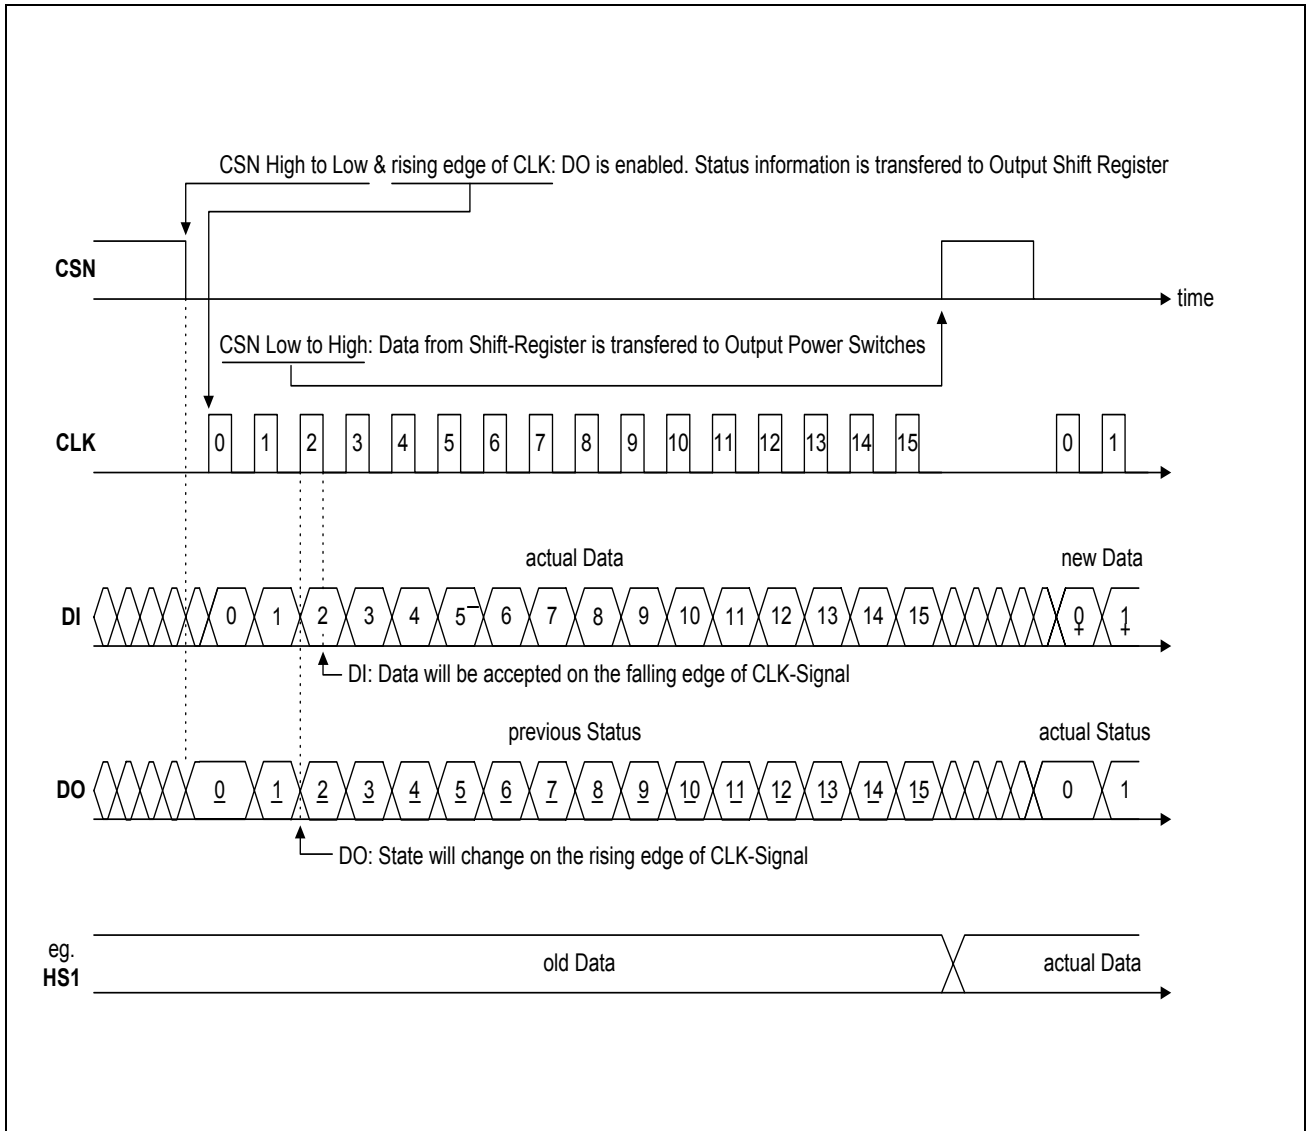 CSN High to Low & rising edge of CLK: DO is enabled. Status information is transfered to Output Shift Register
CSN
time
CSN Low to High: Data from Shift-Register is transfered to Output Power Switches
CLK
0 1 2 3 4 5 6 7 8 9 10 11 12 13 14 15 0 1
actual Data new Data
DI 0 1 2 3 4 5 6 7 8 9 10 11 12 13 14 15 0 1
DI: Data will be accepted on the falling edge of CLK-Signal
previous Status actual Status
DO 0 1 2 3 4 5 6 7 8 9 10 11 12 13 14 15 0 1
DO: State will change on the rising edge of CLK-Signal
eg.
HS1
old Data actual Data